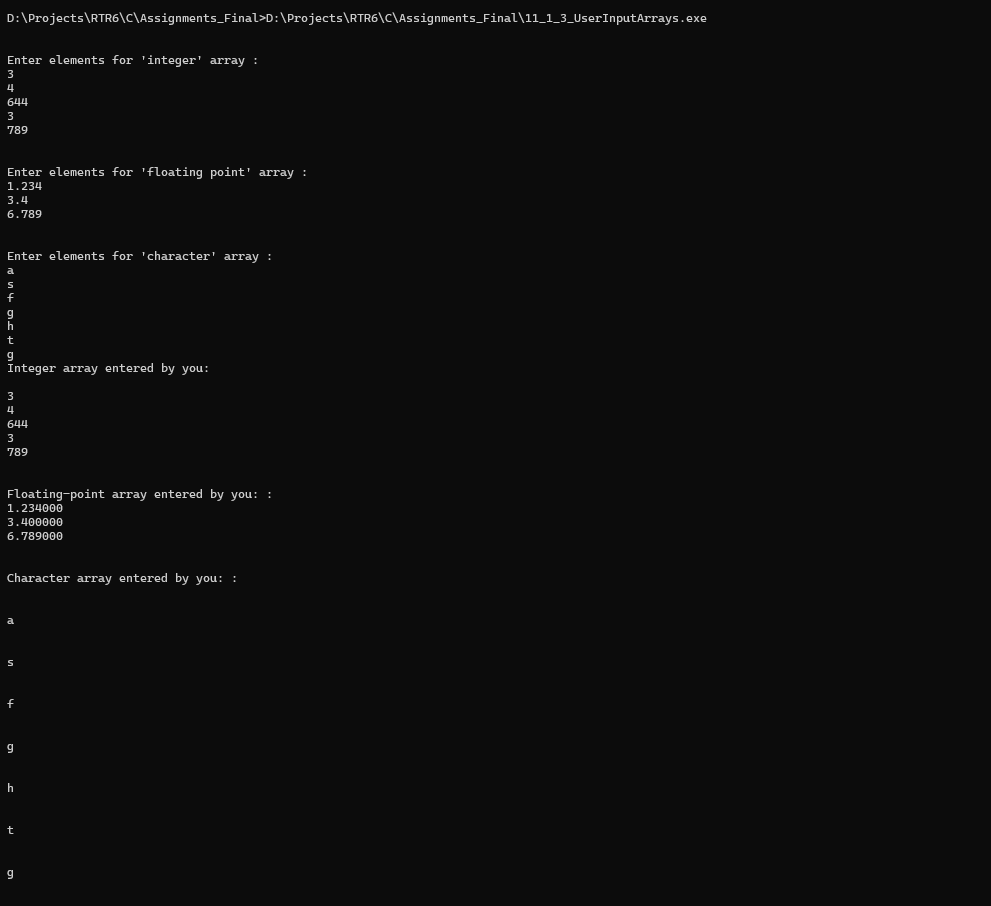 D:\Projects\RTR6\C\Assignments_Final>D:\Projects\RTR6\C\Assignments_Final\11_1_3_UserInputArrays.exe
Enter elements for 'integer' array :
3
4
644
3
789
Enter elements for 'floating point' array :
1.234
3.4
6.789
Enter elements for 'character' array :
a
s
f
g
h
t
g
Integer array entered by you:
3
4
644
3
789
Floating-point array entered by you: :
1.234000
3.400000
6.789000
Character array entered by you: :
a
s
f
g
h
t
g